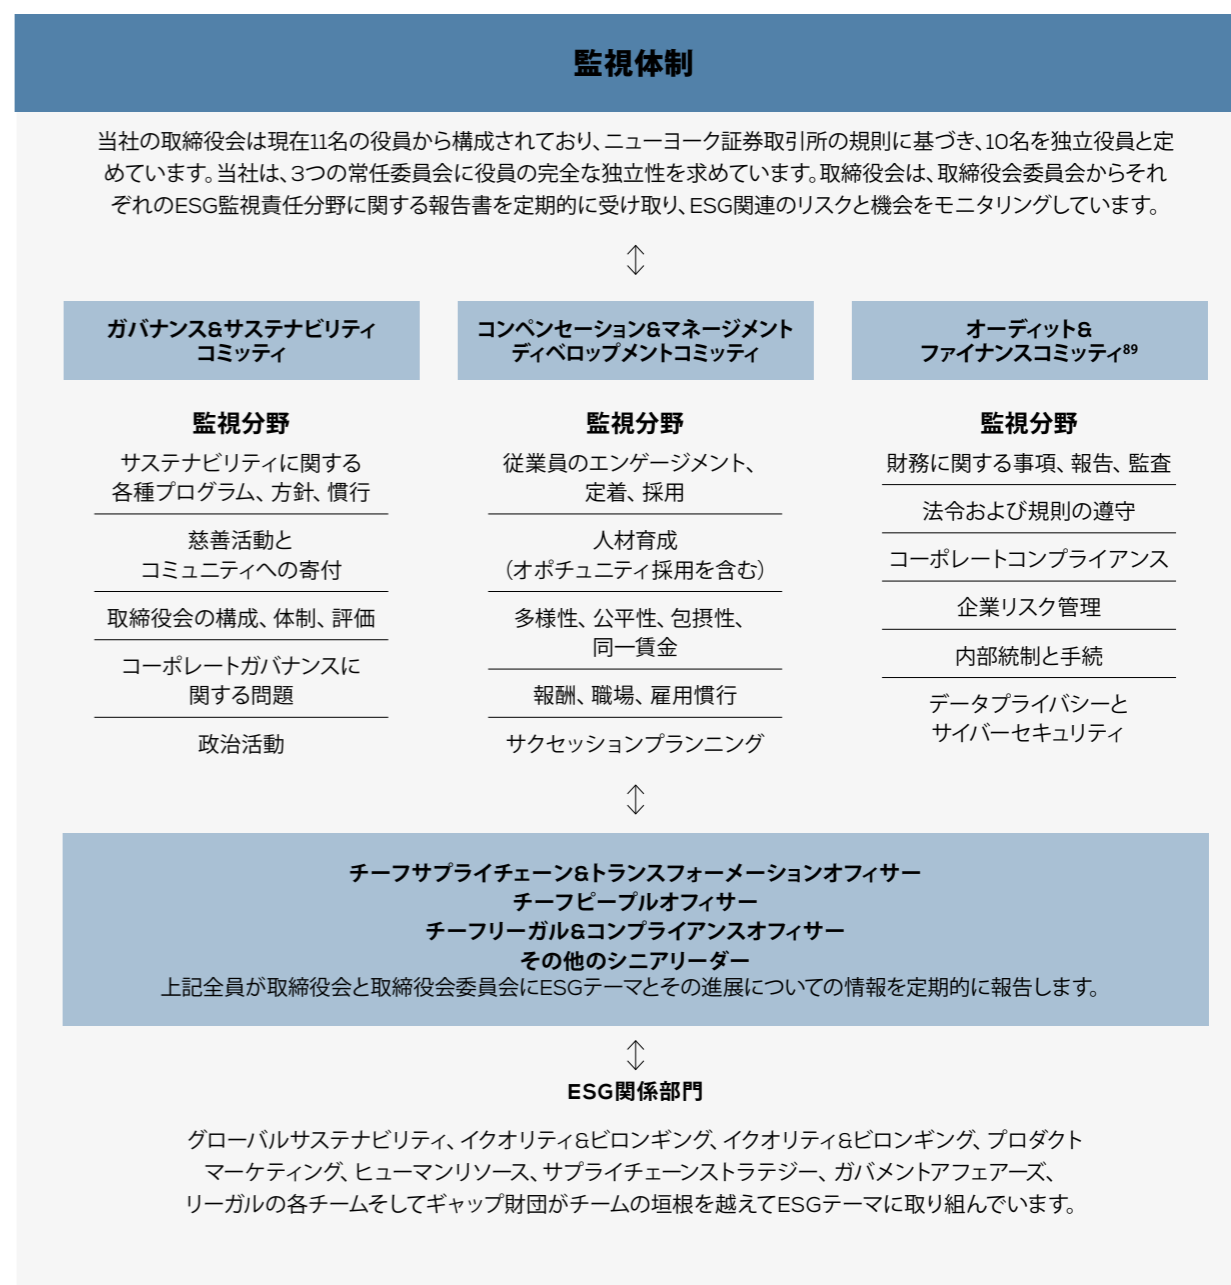 監視体制
当社の取締役会は現在11名の役員から構成されており、ニューヨーク証券取引所の規則に基づき、10名を独立役員と定
めています。当社は、3つの常任委員会に役員の完全な独立性を求めています。取締役会は、取締役会委員会からそれ
ぞれのESG監視責任分野に関する報告書を定期的に受け取り、ESG関連のリスクと機会をモニタリングしています。
ガバナンス&サステナビリティ
コミッティ
監視分野
サステナビリティに関する
各種プログラム、方針、慣行
慈善活動と
コミュニティへの寄付
取締役会の構成、体制、評価
コーポレートガバナンスに
関する問題
政治活動
コンペンセーション&マネージメント
ディベロップメントコミッティ
監視分野
従業員のエンゲージメント、
定着、採用
人材育成
（オポチュニティ採用を含む）
多様性、公平性、包摂性、
同一賃金
報酬、職場、雇用慣行
サクセッションプランニング
オーディット&
ファイナンスコミッティ89
監視分野
財務に関する事項、報告、監査
法令および規則の遵守
コーポレートコンプライアンス
企業リスク管理
内部統制と手続
データプライバシーと
サイバーセキュリティ
チーフサプライチェーン&トランスフォーメーションオフィサー
チーフピープルオフィサー
チーフリーガル&コンプライアンスオフィサー
その他のシニアリーダー
上記全員が取締役会と取締役会委員会にESGテーマとその進展についての情報を定期的に報告します。
ESG関係部門
グローバルサステナビリティ、イクオリティ&ビロンギング、イクオリティ&ビロンギング、プロダクト
マーケティング、ヒューマンリソース、サプライチェーンストラテジー、ガバメントアフェアーズ、
リーガルの各チームそしてギャップ財団がチームの垣根を越えてESGテーマに取り組んでいます。